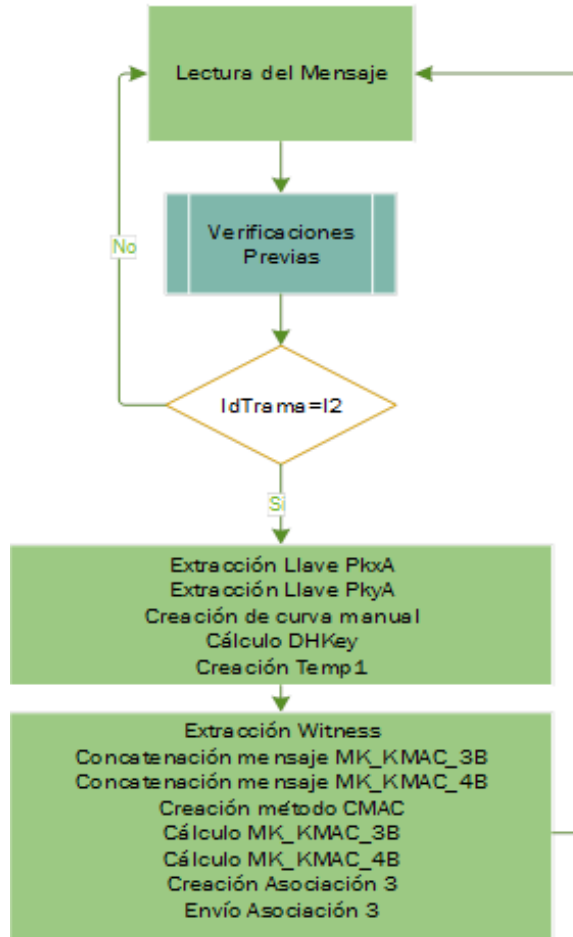 Lectura del Mensaje
Verificaciones
Previas
No
IdTrama=I2
Si
Extracción Llave PkxA
Extracción Llave PkyA
Creación de curva manual
Cálculo DHKey
Creación Temp1
Extracción Witness
Concatenación mensaje MK_KMAC_3B
Concatenación mensaje MK_KMAC_4B
Creación método CMAC
Cálculo MK_KMAC_3B
Cálculo MK_KMAC_4B
Creación Asociación 3
Envío Asociación 3